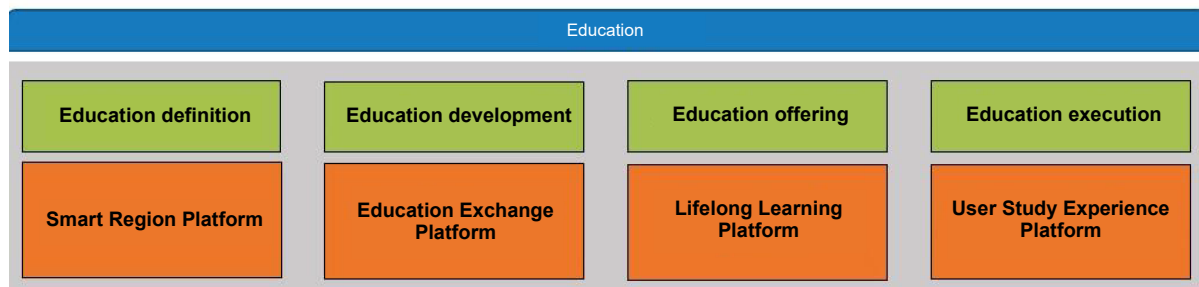 Education
Education definition
Education development
Education offering
Education execution
Smart Region Platform
Education Exchange
Platform
Lifelong Learning
Platform
User Study Experience
Platform